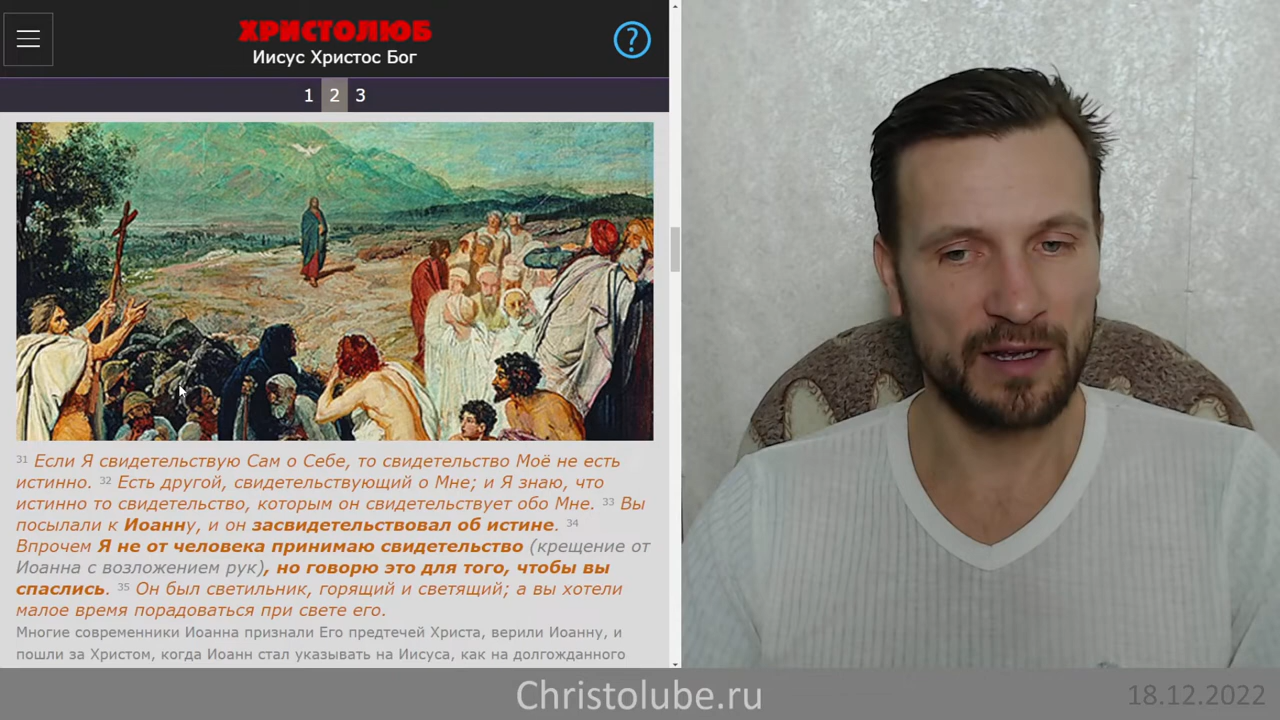 ХРИСТОЛЮБ
Иисус Христос Бог
?
1 2 3
31 Если Я свидетельствую Сам о Себе, то свидетельство Моё не есть
истинно. 32 Есть другой, свидетельствующий о Мне; и Я знаю, что
истинно то свидетельство, которым он свидетельствует обо Мне. 33 Вы
посылали к Иоанну, и он засвидетельствовал об истине. 34
Впрочем Я не от человека принимаю свидетельство (крещение от
Иоанна с возложением рук), но говорю это для того, чтобы вы
спаслись. 35 Он был светильник, горящий и светящий; а вы хотели
малое время порадоваться при свете его.
Многие современники Иоанна признали Его предтечей Христа, верили Иоанну, и
пошли за Христом, когда Иоанн стал указывать на Иисуса, как на долгожданного
Christolube.ru
18.12.2022